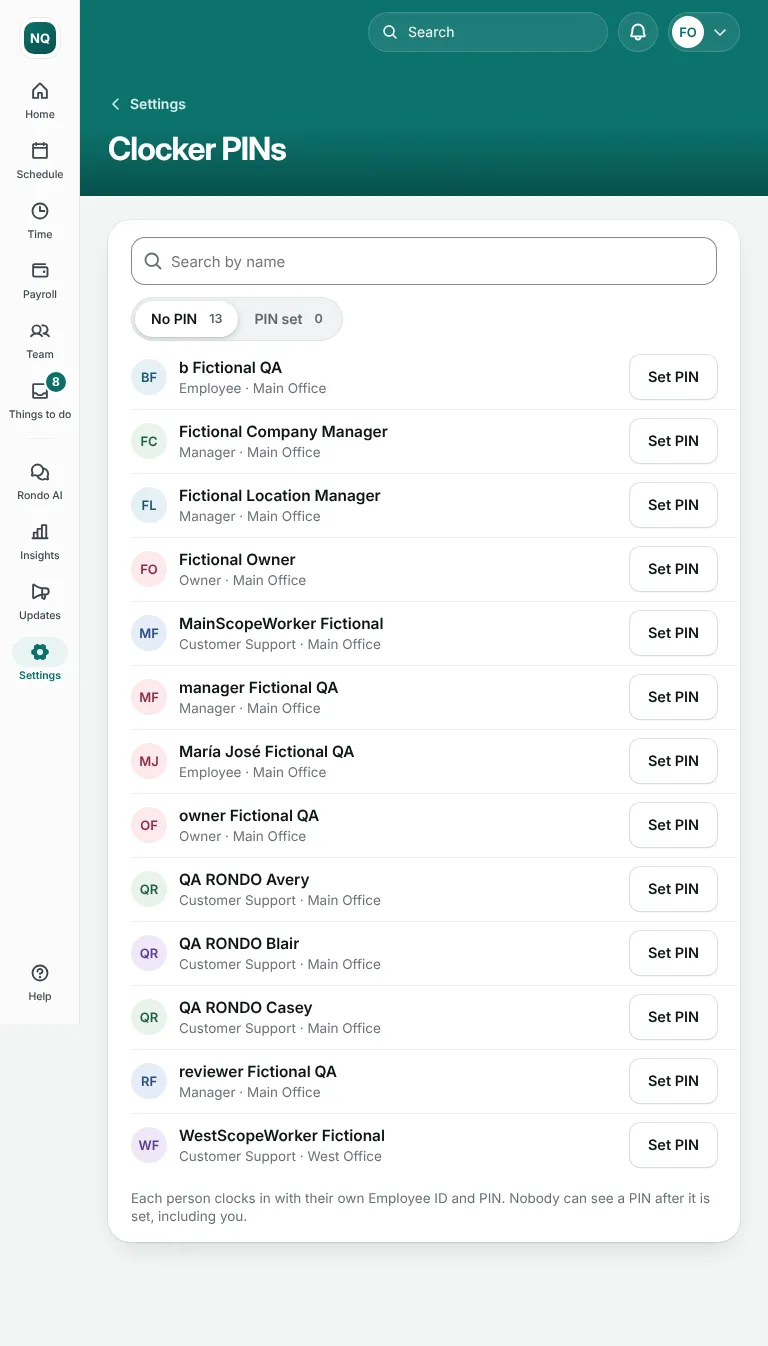 NQ
Search
FO
Home
Schedule
Time
Payroll
Team
8
Things to do
Rondo AI
Insights
Updates
Settings
Help
Settings
Clocker PINs
Search by name
No PIN 13 PIN set 0
BF
b Fictional QA
Employee · Main Office
Set PIN
FC
Fictional Company Manager
Manager · Main Office
Set PIN
FL
Fictional Location Manager
Manager · Main Office
Set PIN
FO
Fictional Owner
Owner · Main Office
Set PIN
MF
MainScopeWorker Fictional
Customer Support · Main Office
Set PIN
MF
manager Fictional QA
Manager · Main Office
Set PIN
MJ
María José Fictional QA
Employee · Main Office
Set PIN
OF
owner Fictional QA
Owner · Main Office
Set PIN
QR
QA RONDO Avery
Customer Support · Main Office
Set PIN
QR
QA RONDO Blair
Customer Support · Main Office
Set PIN
QR
QA RONDO Casey
Customer Support · Main Office
Set PIN
RF
reviewer Fictional QA
Manager · Main Office
Set PIN
WF
WestScopeWorker Fictional
Customer Support · West Office
Set PIN
Each person clocks in with their own Employee ID and PIN. Nobody can see a PIN after it is
set, including you.